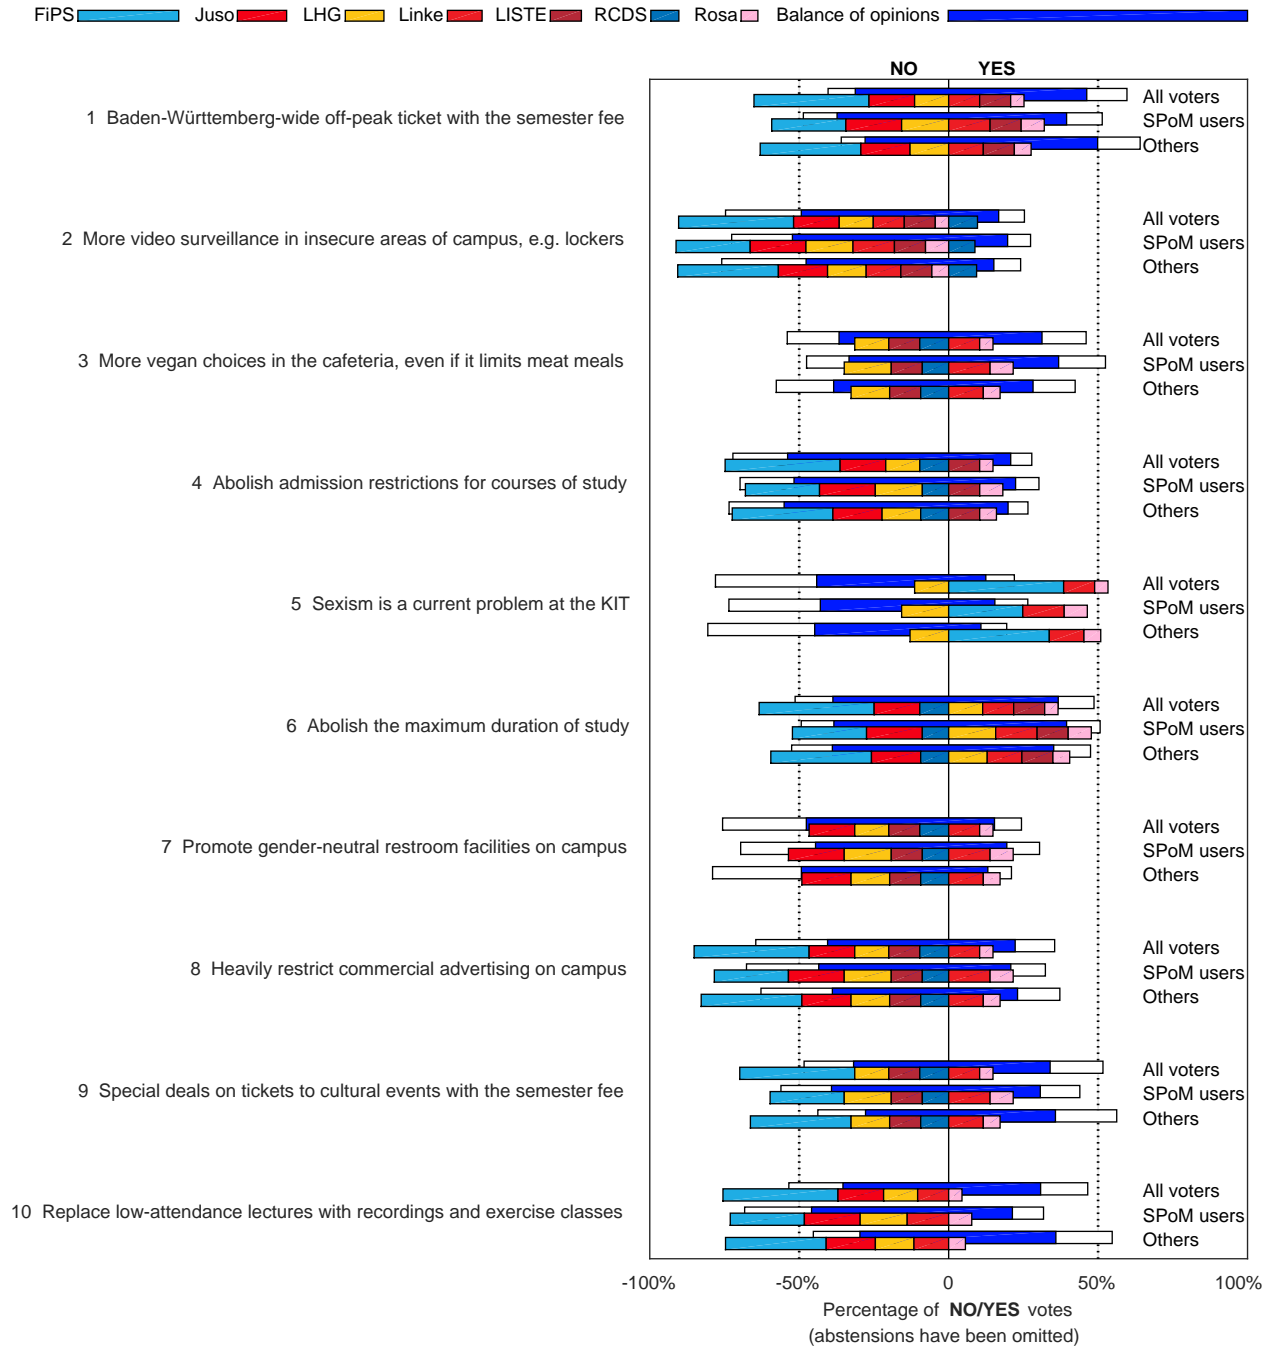 FiPS Juso LHG Linke LISTE RCDS Rosa Balance of opinions
NO YES
1 Baden-Württemberg-wide off-peak ticket with the semester fee
All voters
SPoM users
Others
2 More video surveillance in insecure areas of campus, e.g. lockers
All voters
SPoM users
Others
3 More vegan choices in the cafeteria, even if it limits meat meals
All voters
SPoM users
Others
4 Abolish admission restrictions for courses of study
All voters
SPoM users
Others
5 Sexism is a current problem at the KIT
All voters
SPoM users
Others
6 Abolish the maximum duration of study
All voters
SPoM users
Others
7 Promote gender-neutral restroom facilities on campus
All voters
SPoM users
Others
8 Heavily restrict commercial advertising on campus
All voters
SPoM users
Others
9 Special deals on tickets to cultural events with the semester fee
All voters
SPoM users
Others
10 Replace low-attendance lectures with recordings and exercise classes
All voters
SPoM users
Others
-100% -50% 0 50% 100%
Percentage of NO/YES votes
(abstensions have been omitted)